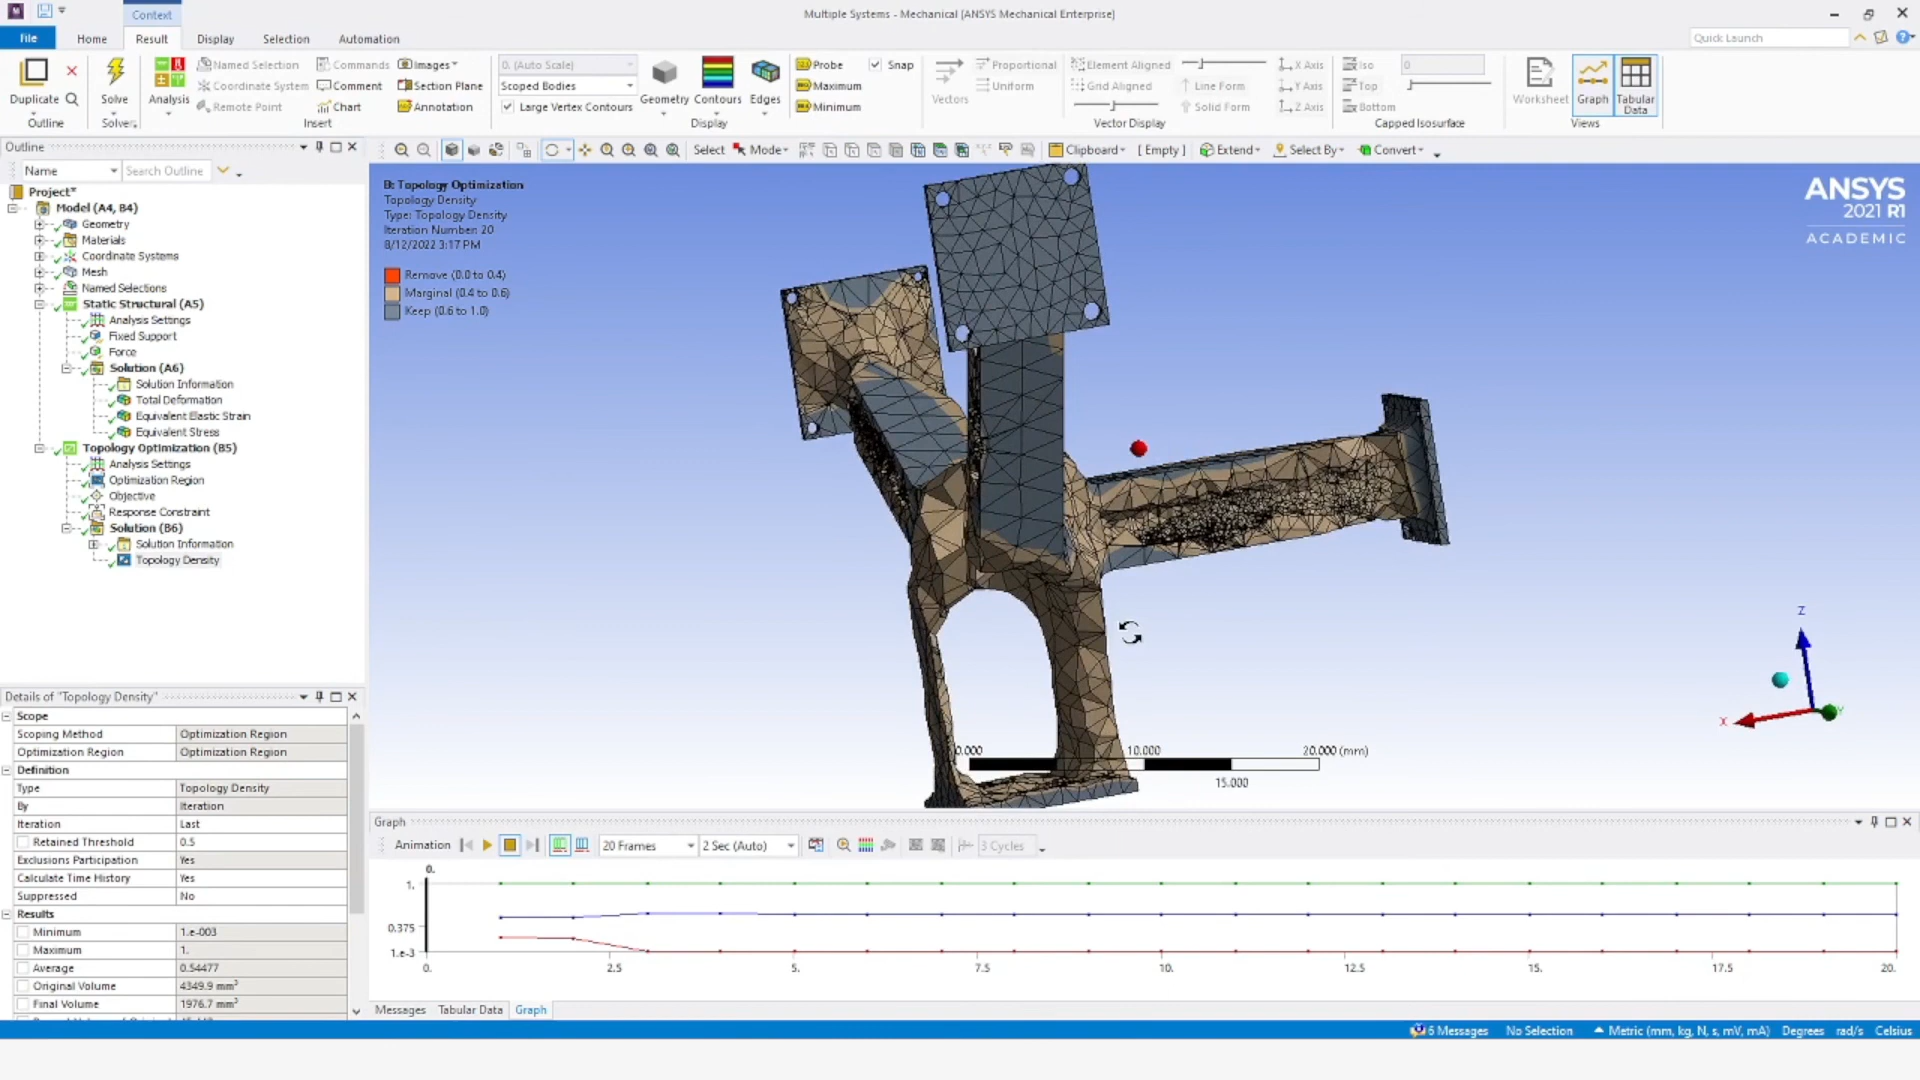 Context
Multiple Systems - Mechanical [ANSYS Mechanical Enterprise]
File Home Result Display Selection Automation
Quick Launch
Duplicate
Outline
Solve
Solver
Analysis
Named Selection
Coordinate System
Remote Point
Commands
Comment
Chart
Images
Section Plane
Annotation
Insert
0. (Auto Scale)
Scoped Bodies
Large Vertex Contours
Geometry Contours Edges
Display
Probe
Maximum
Minimum
Snap
Vectors
Proportional
Uniform
Element Aligned
Grid Aligned
Line Form
Solid Form
X Axis
Y Axis
Z Axis
Vector Display
Iso
Top
Bottom
0
Capped Isosurface
Worksheet Graph Tabular Data
Views
Select Mode
Clipboard [ Empty ] Extend Select By Convert
Outline
Name Search Outline
Project*
Model (A4, B4)
Geometry
Materials
Coordinate Systems
Mesh
Named Selections
Static Structural (A5)
Analysis Settings
Fixed Support
Force
Solution (A6)
Solution Information
Total Deformation
Equivalent Elastic Strain
Equivalent Stress
Topology Optimization (B5)
Analysis Settings
Optimization Region
Objective
Response Constraint
Solution (B6)
Solution Information
Topology Density
B: Topology Optimization
Topology Density
Type: Topology Density
Iteration Number: 20
8/12/2022 3:17 PM
Remove (0.0 to 0.4)
Marginal (0.4 to 0.6)
Keep (0.6 to 1.0)
ANSYS
2021 R1
ACADEMIC
Z
X
Y
0.000 10.000 20.000 (mm)
15.000
Details of "Topology Density"
Scope
Scoping Method Optimization Region
Optimization Region Optimization Region
Definition
Type Topology Density
By Iteration
Iteration Last
Retained Threshold 0.5
Exclusions Participation Yes
Calculate Time History Yes
Suppressed No
Results
Minimum 1.e-003
Maximum 1.
Average 0.54477
Original Volume 4349.9 mm³
Final Volume 1976.7 mm³
Graph
Animation 20 Frames 2 Sec (Auto) 3 Cycles
0.
1.
0.375
1.e-3
0. 2.5 5. 7.5 10. 12.5 15. 17.5 20.
Messages Tabular Data Graph
6 Messages No Selection Metric (mm, kg, N, s, mV, mA) Degrees rad/s Celsius